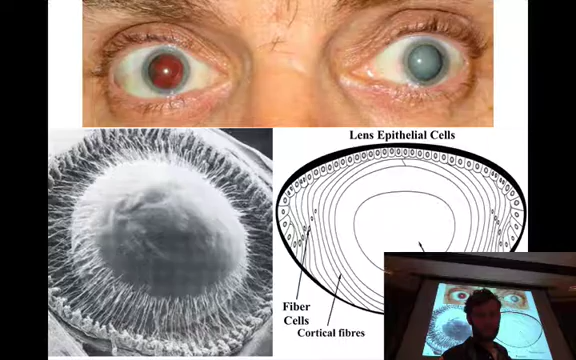 Lens Epithelial Cells
Fiber
Cells
Cortical fibres